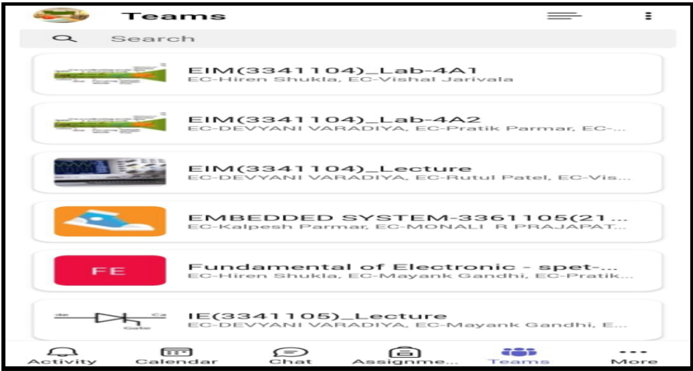 Teams
Search
EIM(3341104)_Lab-4A1
EC-Hiren Shukla, EC-Vishal Jarivala
EIM(3341104)_Lab-4A2
EC-DEVYANI VARADIYA, EC-Pratik Parmar, EC-...
EIM(3341104)_Lecture
EC-DEVYANI VARADIYA, EC-Rutul Patel, EC-Vis...
EMBEDDED SYSTEM-3361105(21...
EC-Kalpesh Parmar, EC-MONALI R PRAJAPAT...
FE
Fundamental of Electronic - spet-...
EC-Hiren Shukla, EC-Mayank Gandhi, EC-Pratik...
IE(3341105)_Lecture
EC-DEVYANI VARADIYA, EC-Mayank Gandhi, E...
Activity Calendar Chat Assignme... Teams More